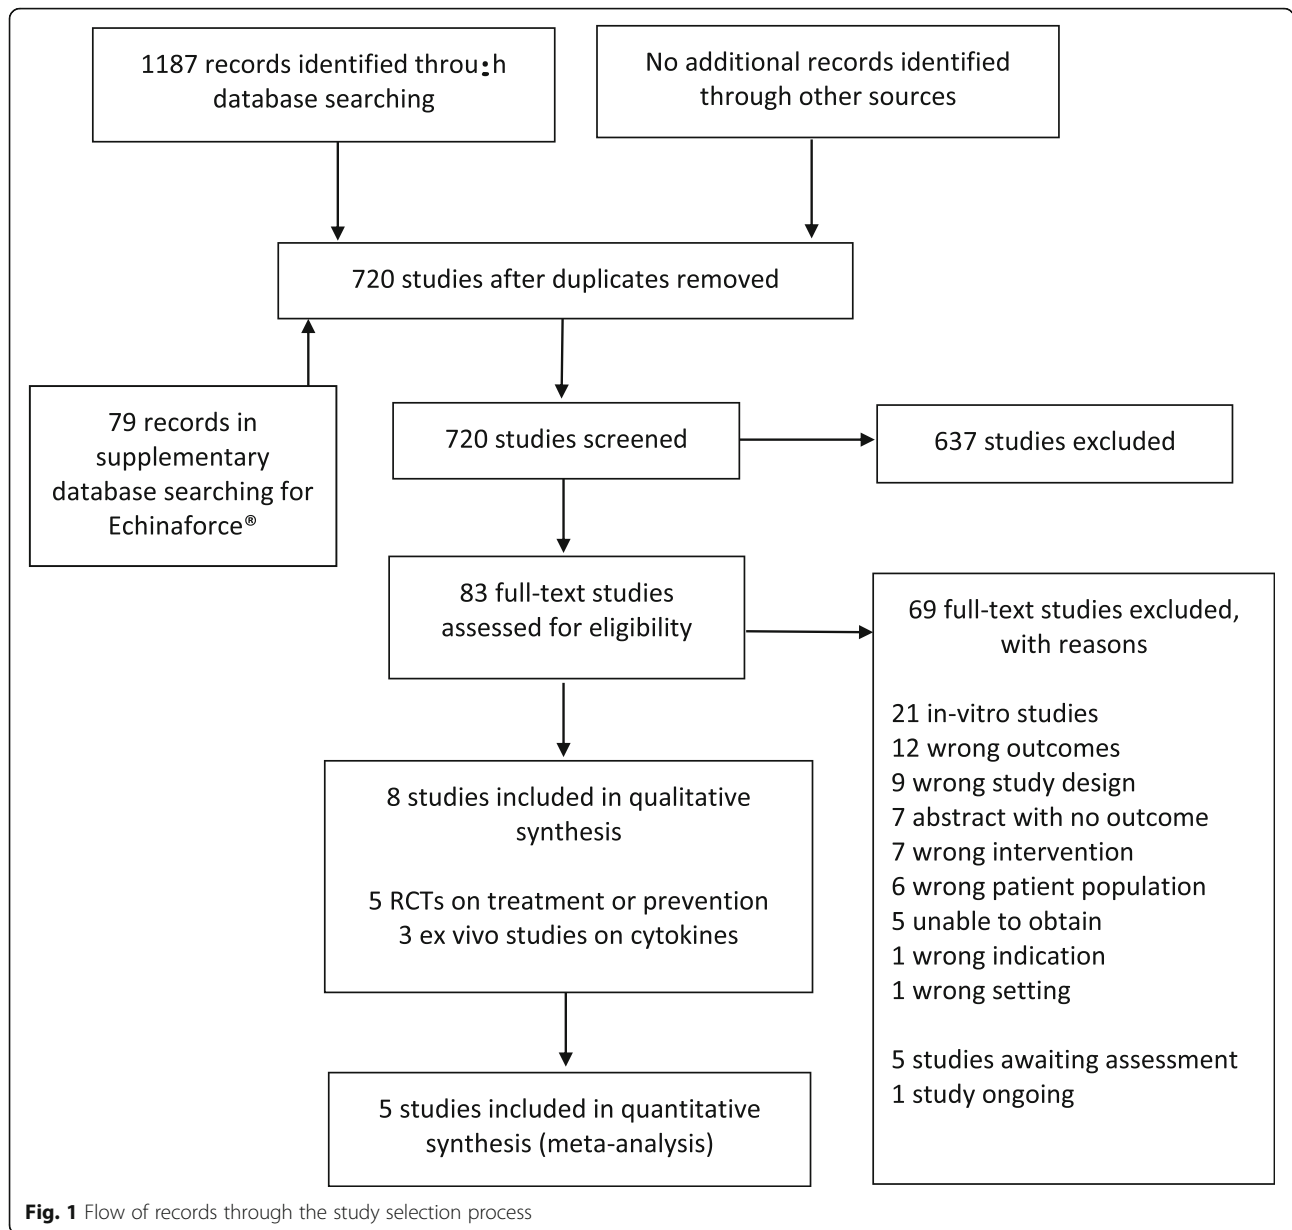 1187 records identified throu:h
database searching
No additional records identified
through other sources
720 studies after duplicates removed
79 records in
supplementary
database searching for
Echinaforce®
720 studies screened
637 studies excluded
83 full-text studies
assessed for eligibility
69 full-text studies excluded,
with reasons
21 in-vitro studies
12 wrong outcomes
9 wrong study design
7 abstract with no outcome
7 wrong intervention
6 wrong patient population
5 unable to obtain
1 wrong indication
1 wrong setting
5 studies awaiting assessment
1 study ongoing
8 studies included in qualitative
synthesis
5 RCTs on treatment or prevention
3 ex vivo studies on cytokines
5 studies included in quantitative
synthesis (meta-analysis)
Fig. 1 Flow of records through the study selection process